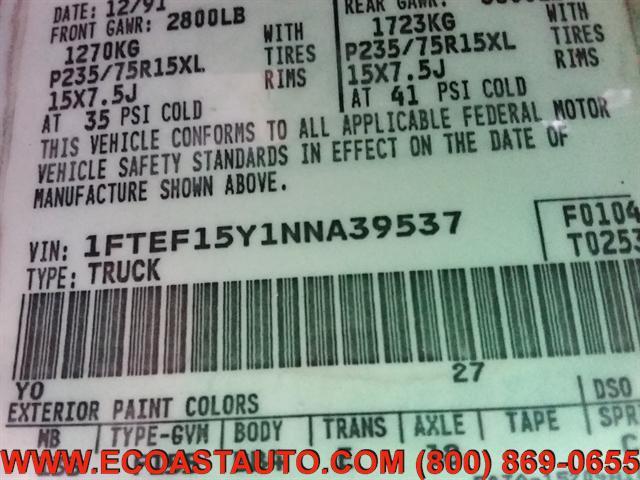 DATE: 12/91
FRONT GAWR: 2800LB
1270KG WITH
P235/75R15XL TIRES
15X7.5J RIMS
AT 35 PSI COLD
REAR GAWR:
1723KG WITH
P235/75R15XL TIRES
15X7.5J RIMS
AT 41 PSI COLD
THIS VEHICLE CONFORMS TO ALL APPLICABLE FEDERAL MOTOR
VEHICLE SAFETY STANDARDS IN EFFECT ON THE DATE OF
MANUFACTURE SHOWN ABOVE.
VIN: 1FTEF15Y1NNA39537
F0104
T0253
TYPE: TRUCK
YO 27
EXTERIOR PAINT COLORS DSO
WB TYPE-GVM BODY TRANS AXLE TAPE SPR
WWW.ECOASTAUTO.COM (800) 869-0655